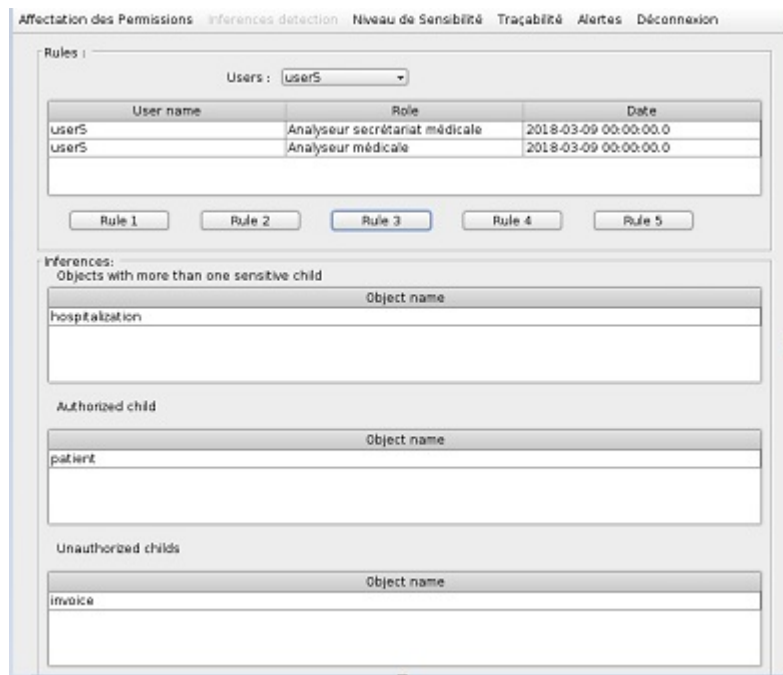 Affectation des Permissions Inferences detection Niveau de Sensibilité Traçabilité Alertes Déconnexion
Rules :
Users : user5
User name Role Date
user5 Analyseur secrétariat médicale 2018-03-09 00:00:00.0
user5 Analyseur médicale 2018-03-09 00:00:00.0
Rule 1 Rule 2 Rule 3 Rule 4 Rule 5
Inferences:
Objects with more than one sensitive child
Object name
hospitalization
Authorized child
Object name
patient
Unauthorized childs
Object name
invoice